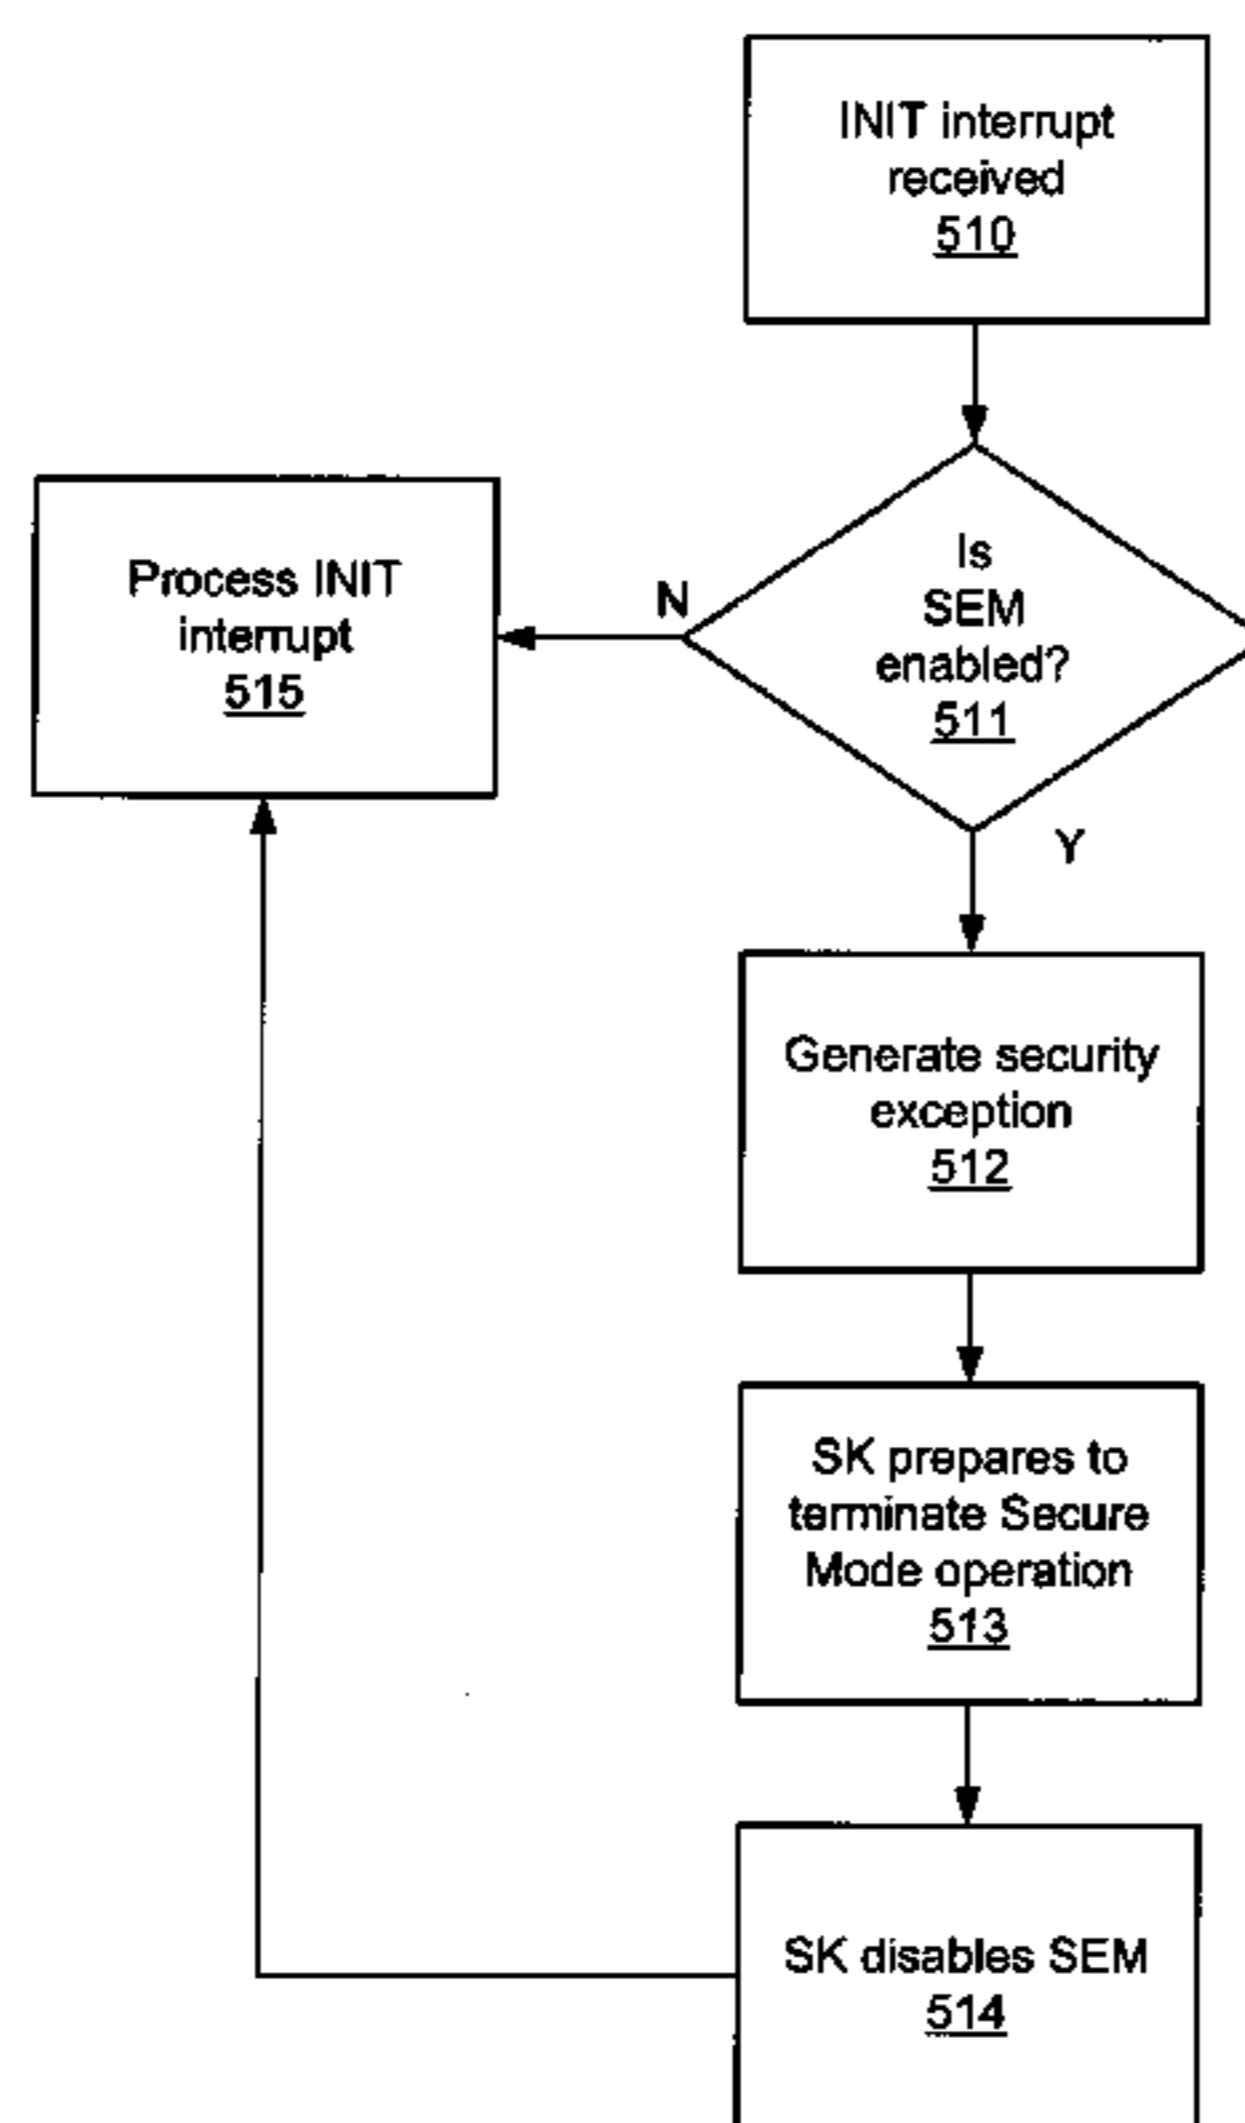 INIT interrupt
received
510
Is
SEM
enabled?
511
N
Y
Process INIT
interrupt
515
Generate security
exception
512
SK prepares to
terminate Secure
Mode operation
513
SK disables SEM
514